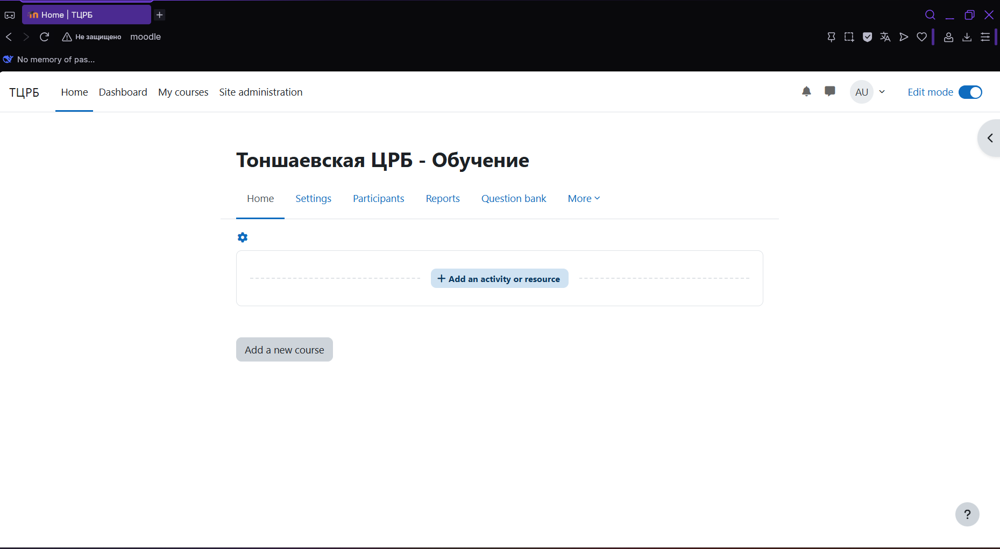 Home | ТЦРБ
Не защищено moodle
No memory of pas...
ТЦРБ Home Dashboard My courses Site administration AU Edit mode
Тоншаевская ЦРБ - Обучение
Home Settings Participants Reports Question bank More
+ Add an activity or resource
Add a new course
?